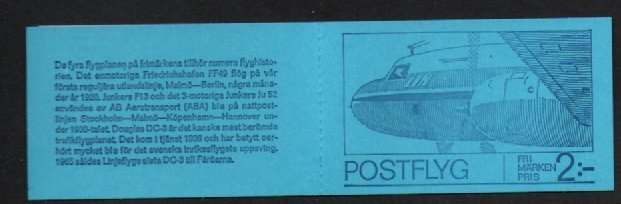 De fyra flygplanen på frimärkena tillhör numera flyghisto-
rien. Det enmotoriga Friedrichshafen FF49 flög på vår
första reguljära utlandslinje, Malmö—Berlin, några måna-
der år 1920. Junkers F13 och det 3-motoriga Junkers Ju 52
användes av AB Aerotransport (ABA) bla på nattpost-
linjen Stockholm—Malmö—Köpenhamn—Hannover un-
der 1930-talet. Douglas DC-3 är det kanske mest berömda
trafikflygplanet. Det kom i tjänst 1936 och har betytt oer-
hört mycket bla för det svenska inrikesflygets uppsving.
1965 såldes Linjeflygs sista DC-3 till Färöarna.
POSTFLYG
FRI
MÄRKEN
PRIS
2:-